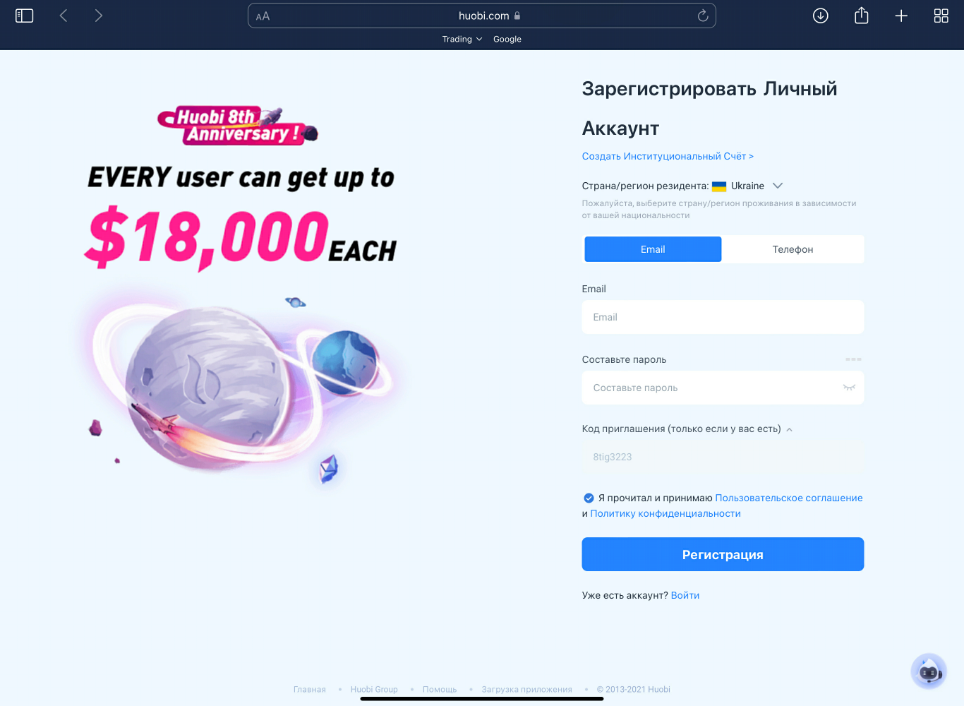 AA
huobi.com
Trading
Google
Huobi 8th
Anniversary!
EVERY user can get up to
$18,000 EACH
Зарегистрировать Личный
Аккаунт
Создать Институциональный Счёт >
Страна/регион резидента: Ukraine
Пожалуйста, выберите страну/регион проживания в зависимости
от вашей национальности
Email Телефон
Email
Email
Составьте пароль
Составьте пароль
Код приглашения (только если у вас есть)
8tig3223
Я прочитал и принимаю Пользовательское соглашение
и Политику конфиденциальности
Регистрация
Уже есть аккаунт? Войти
Главная • Huobi Group • Помощь • Загрузка приложения • © 2013-2021 Huobi